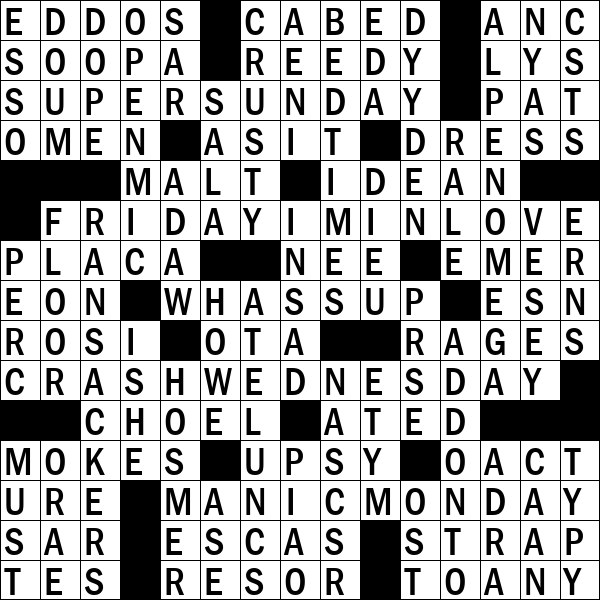 EDDOS CABED ANC
SOOPA REEDY LYS
SUPERSUNDAY PAT
OMEN ASIT DRESS
MALT IDEAN
FRIDAYIMINLOVE
PLACA NEE EMER
EON WHASSUP ESN
ROSI OTA RAGES
CRASHWEDNESDAY
CHOEL ATED
MOKES UPSY OACT
URE MANICMONDAY
SAR ESCAS STRAP
TES RESOR TOANY